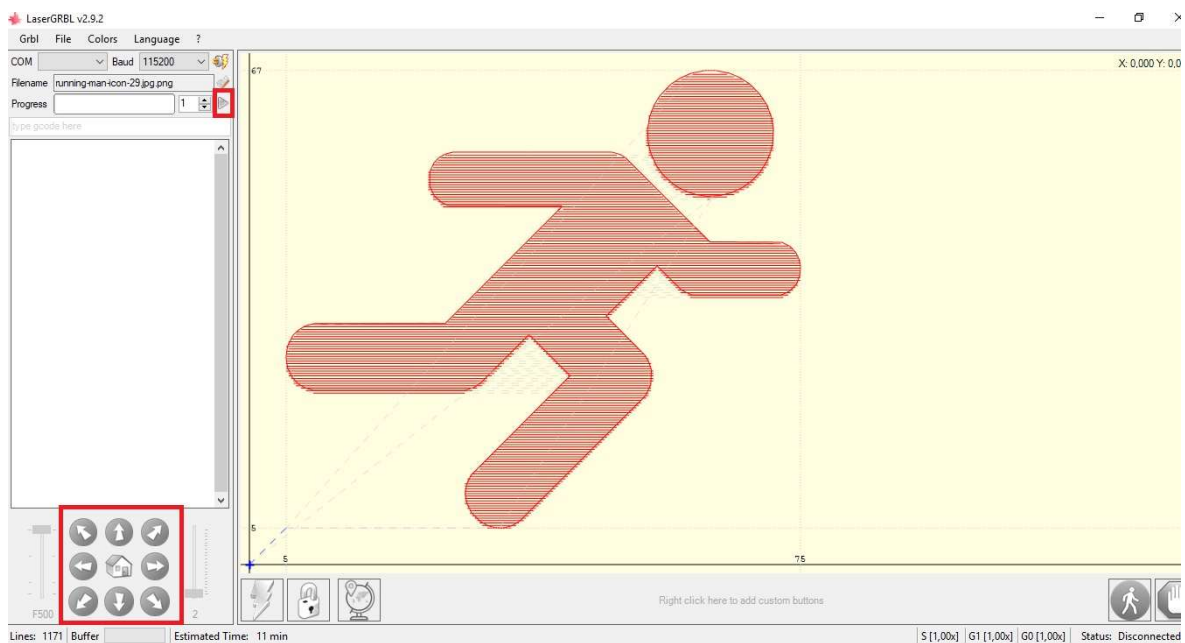 LaserGRBL v2.9.2
Grbl File Colors Language ?
COM Baud 115200
Filename running-man-icon-29.jpg.png
Progress 1
type gcode here
67
X: 0,000 Y: 0,0
5
5 75
F500 2
Right click here to add custom buttons
Lines: 1171 Buffer Estimated Time: 11 min S [1,00x] G1 [1,00x] G0 [1,00x] Status: Disconnected